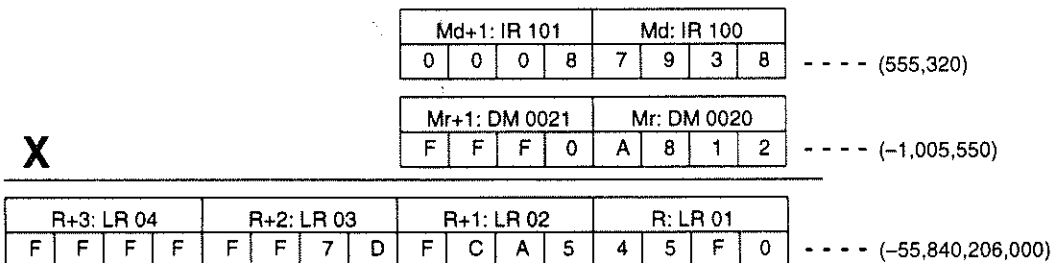 Md+1: IR 101 Md: IR 100
0 0 0 8 7 9 3 8 - - - - (555,320)
Mr+1: DM 0021 Mr: DM 0020
X F F F 0 A 8 1 2 - - - - (–1,005,550)
R+3: LR 04 R+2: LR 03 R+1: LR 02 R: LR 01
F F F F F F 7 D F C A 5 4 5 F 0 - - - - (–55,840,206,000)